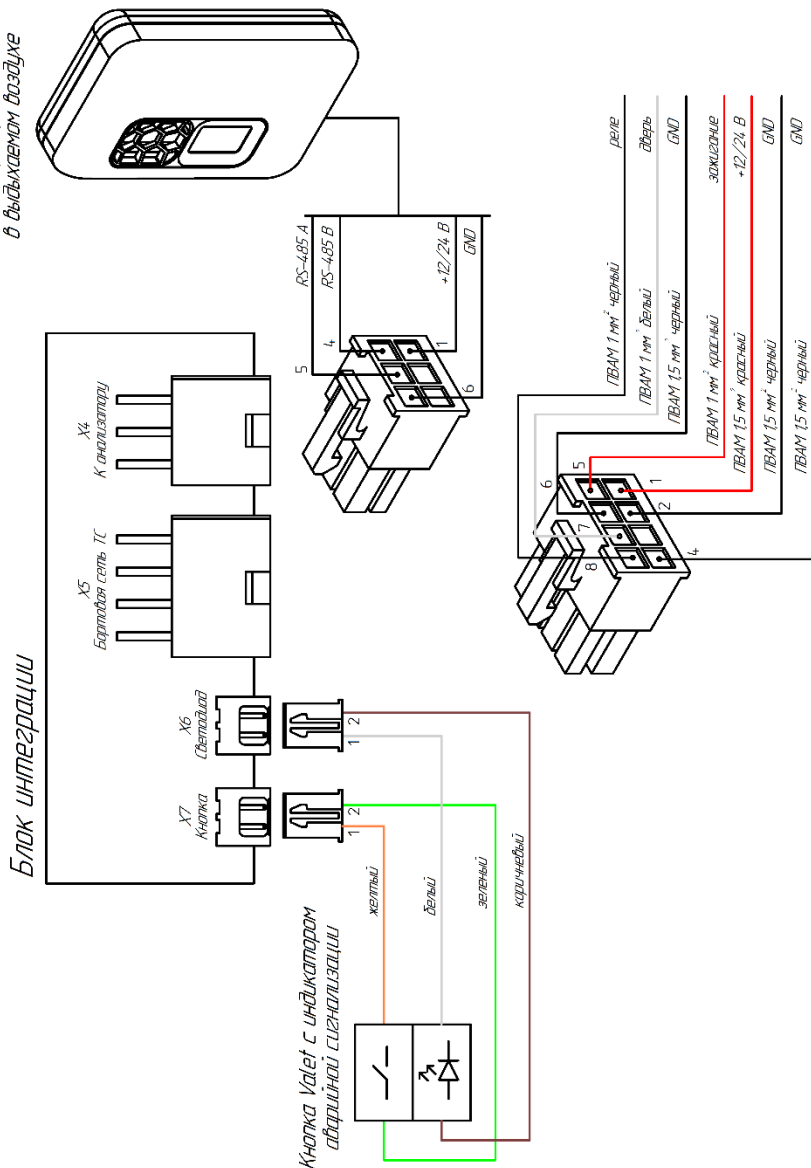 в выдыхаемом воздухе
Блок интеграции
X7
Кнопка
X6
Светодиод
X5
Бортовая сеть ТС
X4
К анализатору
1
2
1
2
Кнопка Valet с индикатором
аварийной сигнализации
желтый
белый
зеленый
коричневый
RS-485 A
RS-485 B
+12/24 В
GND
5
4
1
6
ПВАМ 1 мм² черный
реле
ПВАМ 1 мм² белый
дверь
ПВАМ 1,5 мм² черный
GND
ПВАМ 1 мм² красный
зажигание
ПВАМ 1,5 мм² красный
+12/24 В
ПВАМ 1,5 мм² черный
GND
ПВАМ 1,5 мм² черный
GND
8
7
6
5
4
2
1